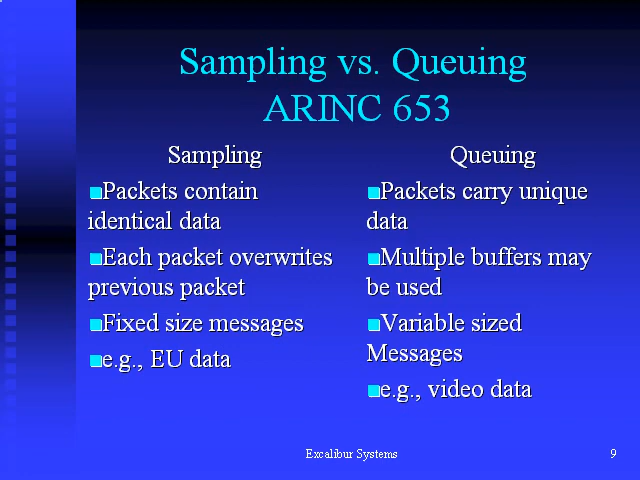 Sampling vs. Queuing
ARINC 653
Sampling
Packets contain
identical data
Each packet overwrites
previous packet
Fixed size messages
e.g., EU data
Queuing
Packets carry unique
data
Multiple buffers may
be used
Variable sized
Messages
e.g., video data
Excalibur Systems
9